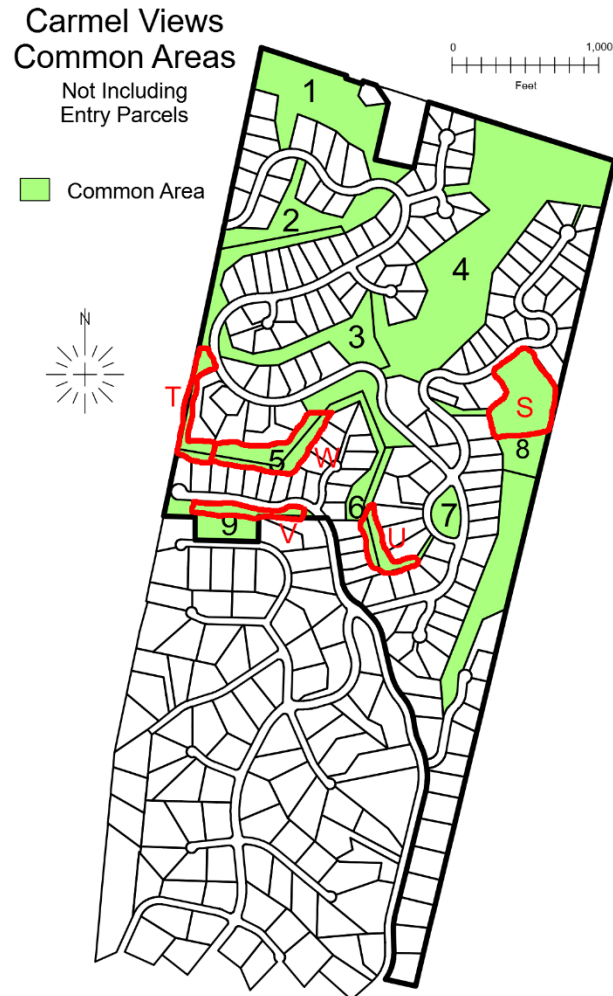 Carmel Views
Common Areas
Not Including
Entry Parcels
0 1,000
Feet
Common Area
N
1
2
3
4
5
6
7
8
9
T
S
W
V
U